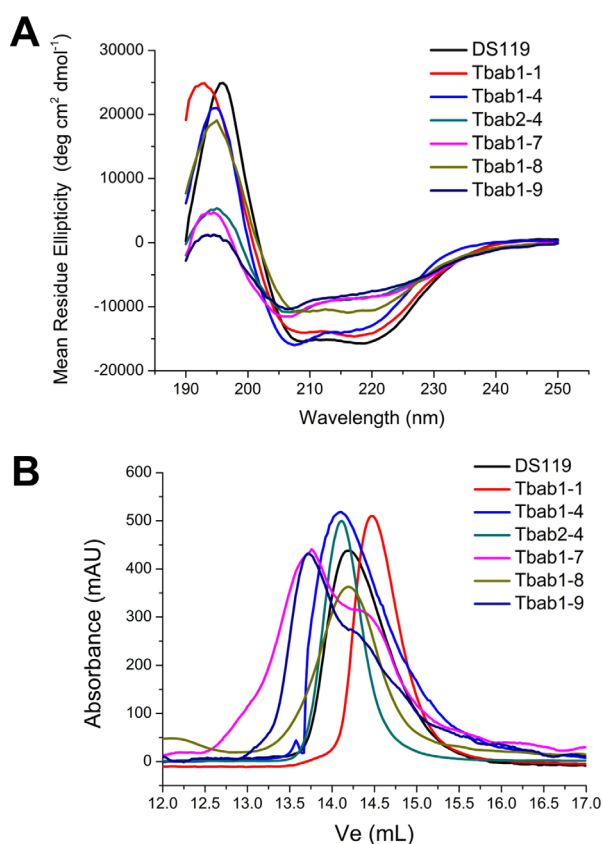 A
DS119
Tbab1-1
Tbab1-4
Tbab2-4
Tbab1-7
Tbab1-8
Tbab1-9
Mean Residue Ellipticity (deg cm² dmol⁻¹)
30000
20000
10000
0
-10000
-20000
190 200 210 220 230 240 250
Wavelength (nm)
B
DS119
Tbab1-1
Tbab1-4
Tbab2-4
Tbab1-7
Tbab1-8
Tbab1-9
Absorbance (mAU)
600
500
400
300
200
100
0
12.0 12.5 13.0 13.5 14.0 14.5 15.0 15.5 16.0 16.5 17.0
Ve (mL)